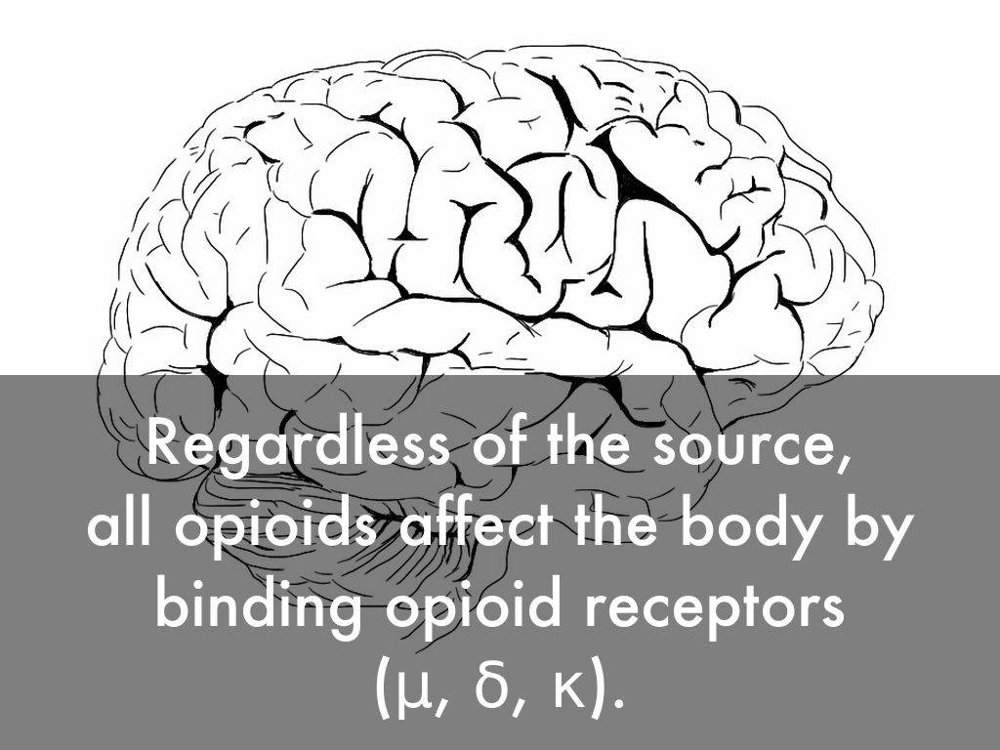 Regardless of the source,
all opioids affect the body by
binding opioid receptors
(μ, δ, κ).